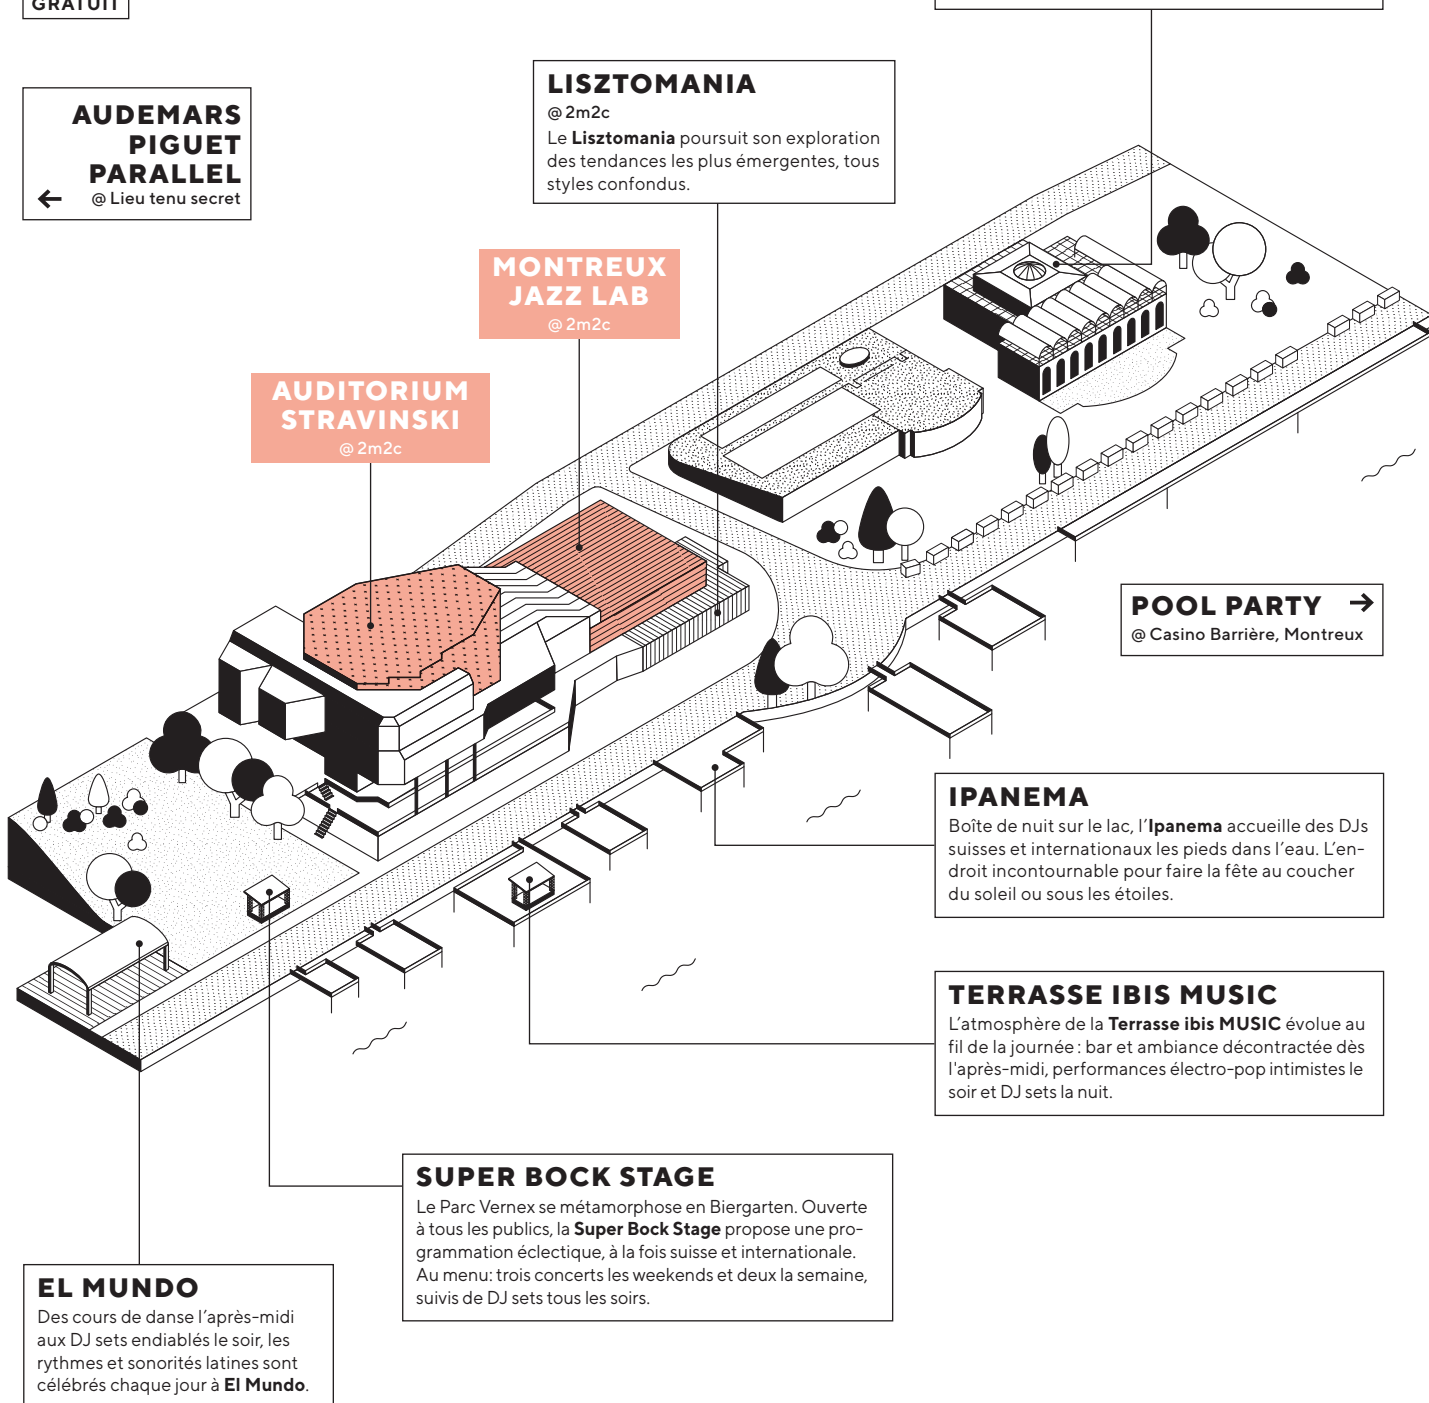 GRATUIT
AUDEMARS
PIGUET
PARALLEL
← @ Lieu tenu secret
LISZTOMANIA
@ 2m2c
Le Lisztomania poursuit son exploration
des tendances les plus émergentes, tous
styles confondus.
MONTREUX
JAZZ LAB
@ 2m2c
AUDITORIUM
STRAVINSKI
@ 2m2c
POOL PARTY →
@ Casino Barrière, Montreux
IPANEMA
Boîte de nuit sur le lac, l’Ipanema accueille des DJs
suisses et internationaux les pieds dans l’eau. L’en-
droit incontournable pour faire la fête au coucher
du soleil ou sous les étoiles.
TERRASSE IBIS MUSIC
L’atmosphère de la Terrasse ibis MUSIC évolue au
fil de la journée : bar et ambiance décontractée dès
l'après-midi, performances électro-pop intimistes le
soir et DJ sets la nuit.
SUPER BOCK STAGE
Le Parc Vernex se métamorphose en Biergarten. Ouverte
à tous les publics, la Super Bock Stage propose une pro-
grammation éclectique, à la fois suisse et internationale.
Au menu: trois concerts les weekends et deux la semaine,
suivis de DJ sets tous les soirs.
EL MUNDO
Des cours de danse l’après-midi
aux DJ sets endiablés le soir, les
rythmes et sonorités latines sont
célébrés chaque jour à El Mundo.